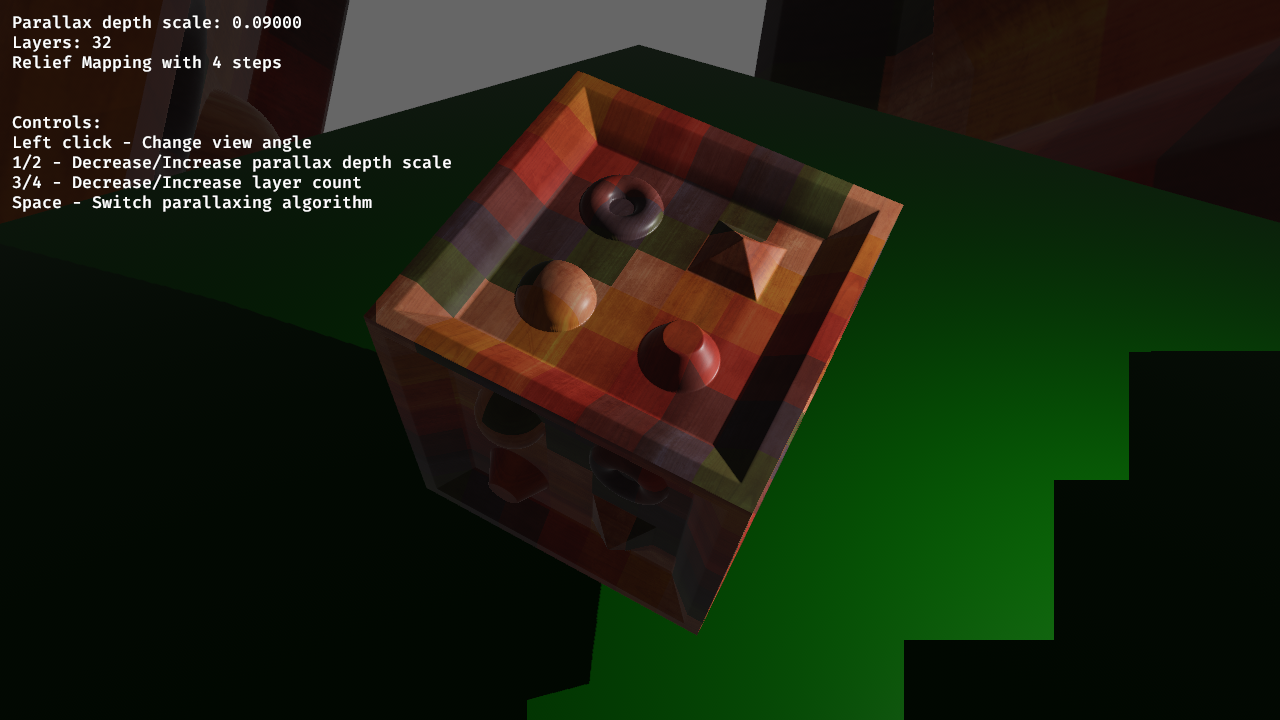 Parallax depth scale: 0.09000
Layers: 32
Relief Mapping with 4 steps
Controls:
Left click - Change view angle
1/2 - Decrease/Increase parallax depth scale
3/4 - Decrease/Increase layer count
Space - Switch parallaxing algorithm